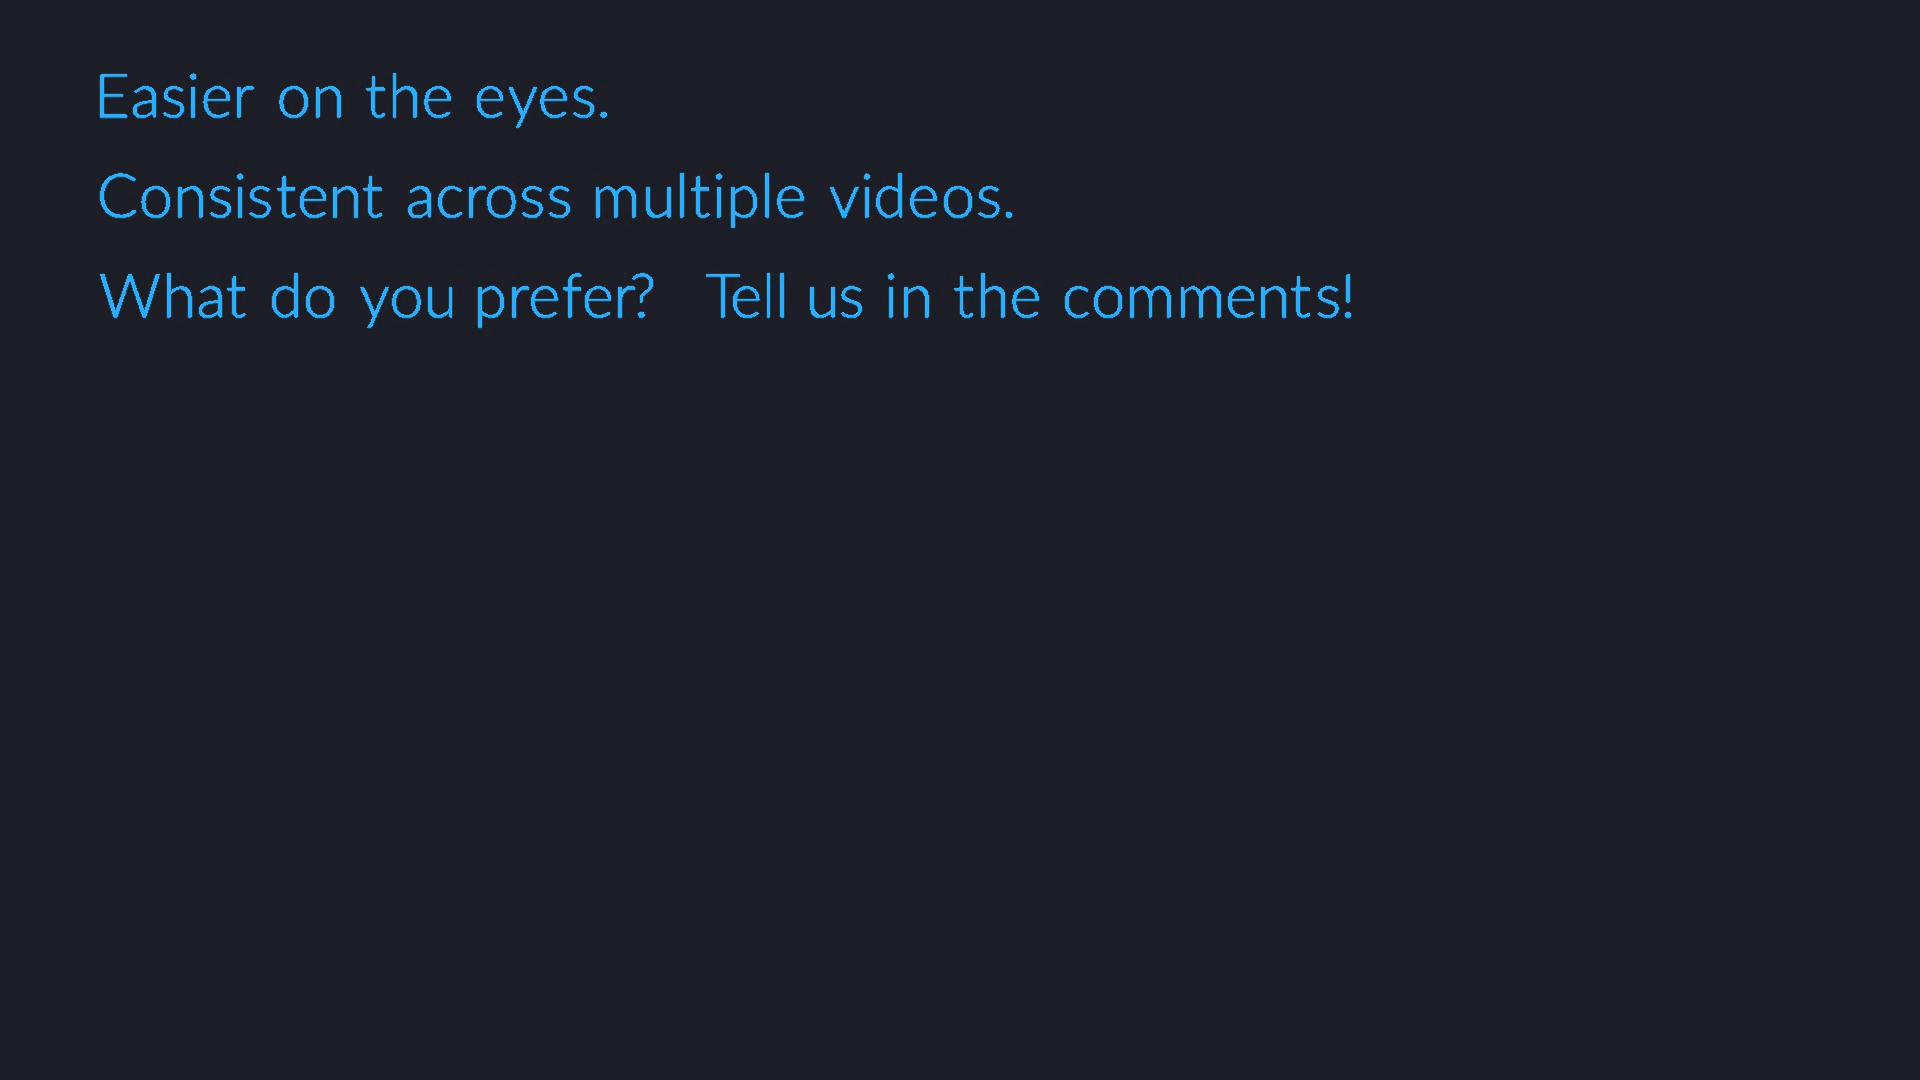 Easier on the eyes.
Consistent across multiple videos.
What do you prefer? Tell us in the comments!